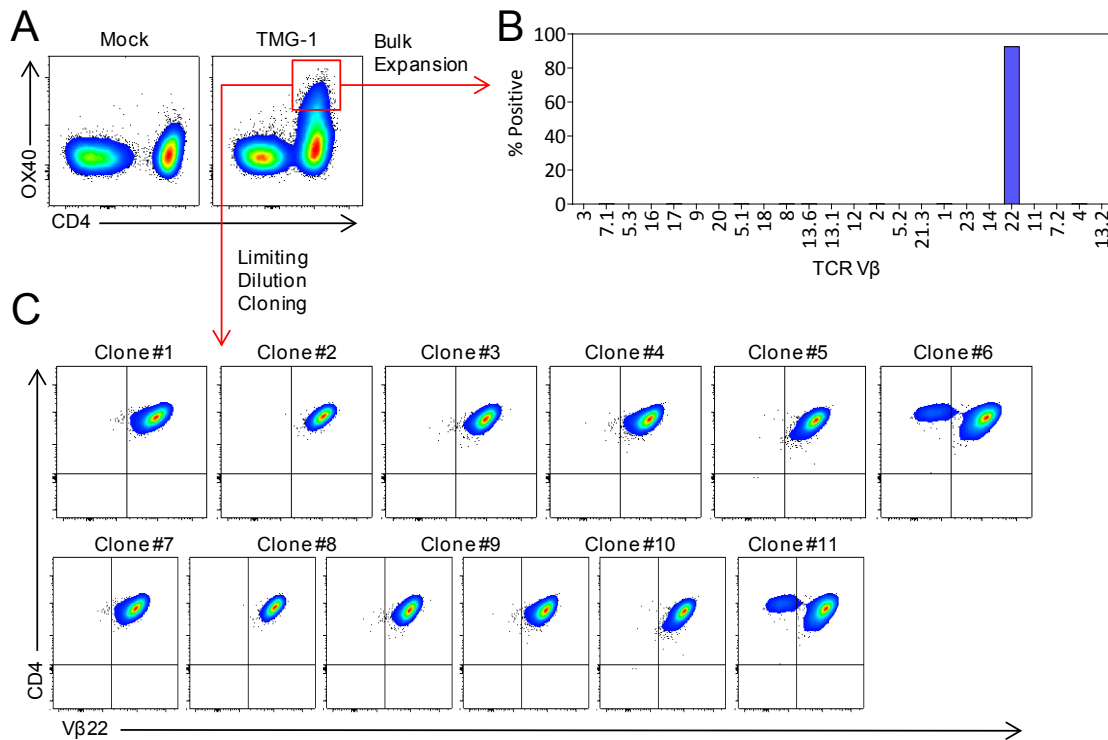 A
Mock
TMG-1
Bulk
Expansion
OX40
CD4
B
100
80
60
40
20
0
% Positive
3
7.1
5.3
16
17
9
20
5.1
18
8
13.6
13.1
12
2
5.2
21.3
1
23.3
14
22
11
7.2
4
13.2
TCR Vβ
Limiting
Dilution
Cloning
C
Clone#1
Clone#2
Clone#3
Clone#4
Clone#5
Clone#6
Clone#7
Clone#8
Clone#9
Clone#10
Clone#11
CD4
Vβ22